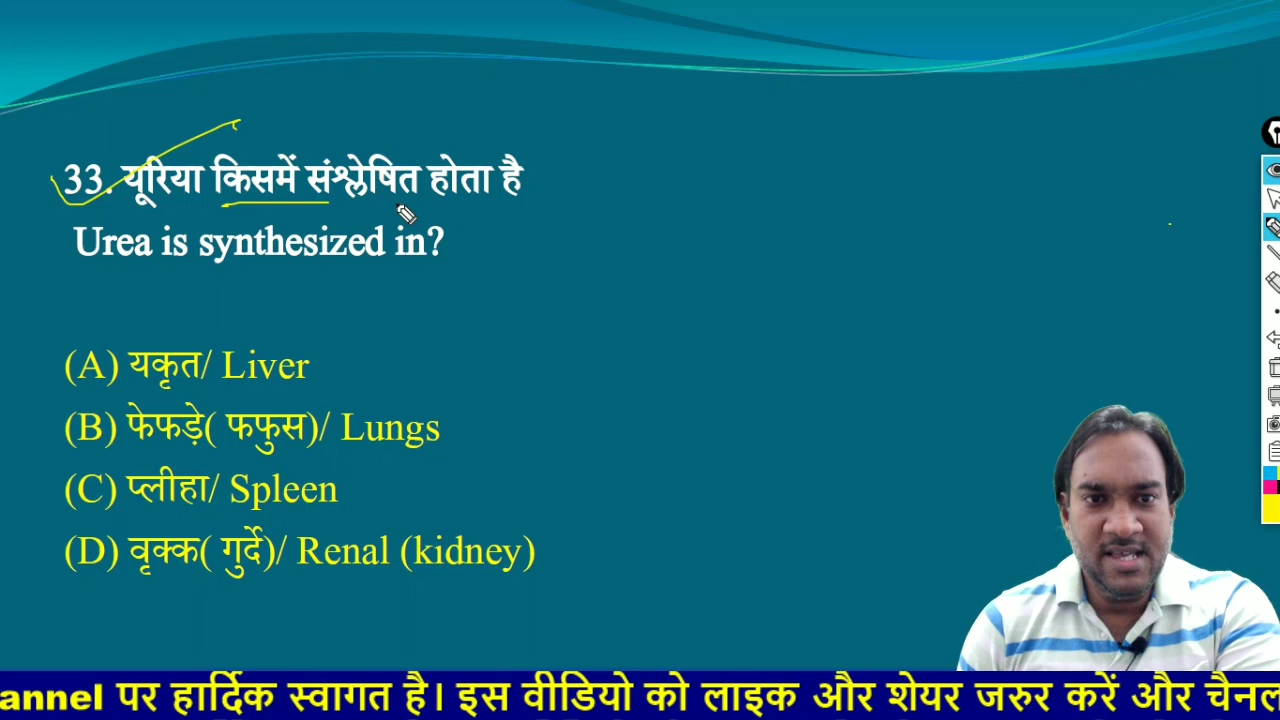 33. यूरिया किसमें संश्लेषित होता है
Urea is synthesized in?
(A) यकृत/ Liver
(B) फेफड़े( फफुस)/ Lungs
(C) प्लीहा/ Spleen
(D) वृक्क( गुर्दे)/ Renal (kidney)
annel पर हार्दिक स्वागत है। इस वीडियो को लाइक और शेयर जरुर करें और चैनल